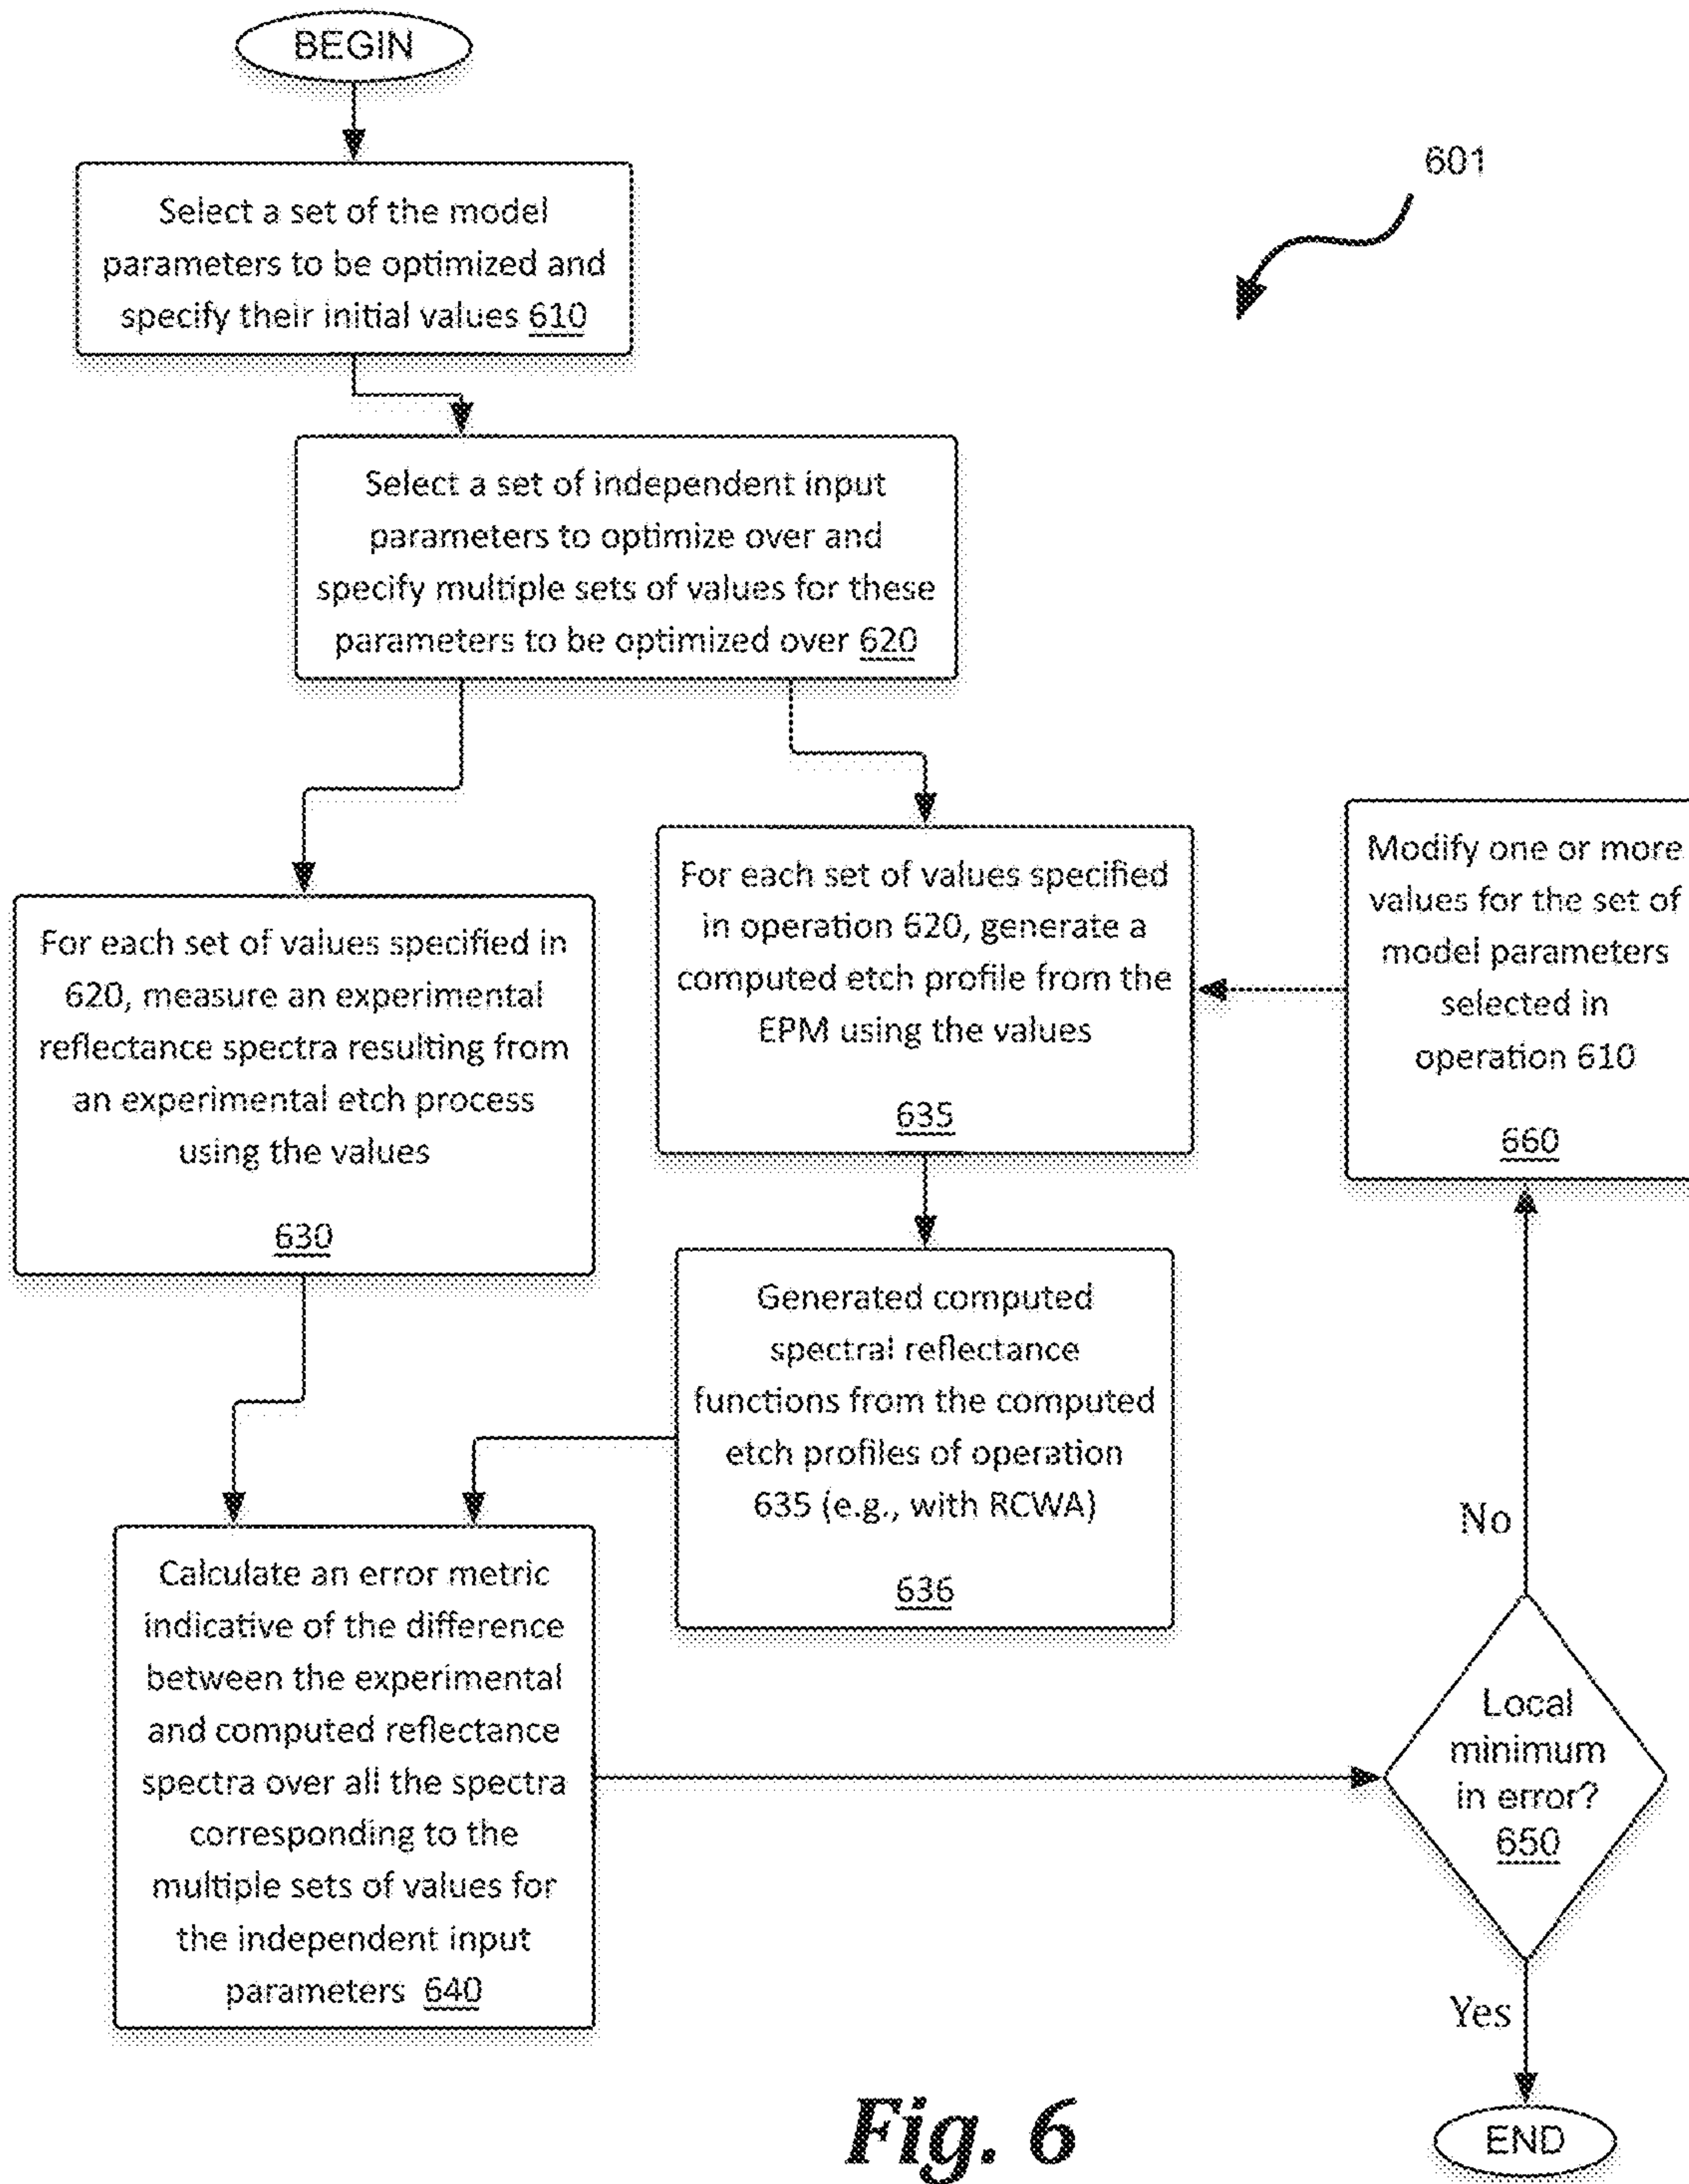 BEGIN
601
Select a set of the model
parameters to be optimized and
specify their initial values 610
Select a set of independent input
parameters to optimize over and
specify multiple sets of values for these
parameters to be optimized over 620
For each set of values specified in
620, measure an experimental
reflectance spectra resulting from
an experimental etch process
using the values
630
For each set of values specified
in operation 620, generate a
computed etch profile from the
EPM using the values
635
Modify one or more
values for the set of
model parameters
selected in
operation 610
660
Generated computed
spectral reflectance
functions from the computed
etch profiles of operation
635 (e.g., with RCWA)
636
Calculate an error metric
indicative of the difference
between the experimental
and computed reflectance
spectra over all the spectra
corresponding to the
multiple sets of values for
the independent input
parameters 640
No
Local
minimum
in error?
650
Yes
END
Fig. 6